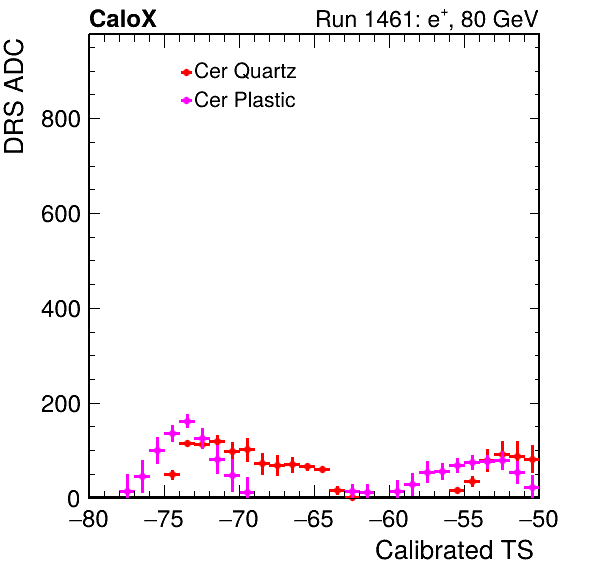 CaloX Run 1461: e⁺, 80 GeV
DRS ADC
Cer Quartz
Cer Plastic
800
600
400
200
0
−80 −75 −70 −65 −60 −55 −50
Calibrated TS